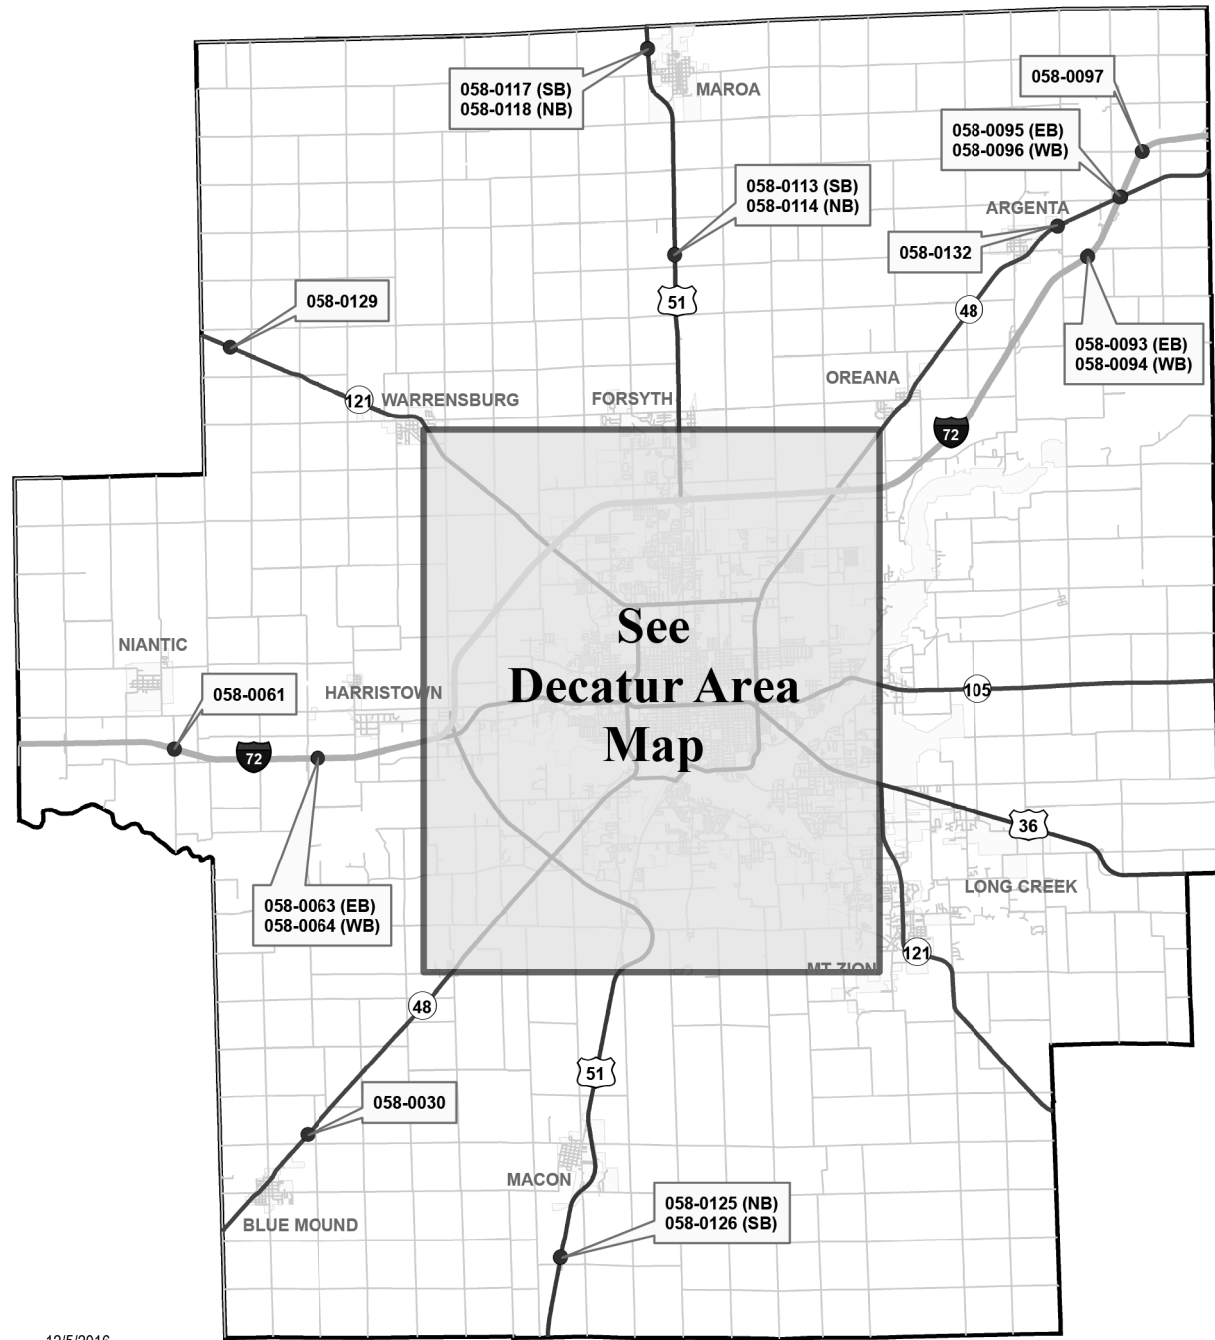 058-0117 (SB)
058-0118 (NB)
MAROA
058-0097
058-0095 (EB)
058-0096 (WB)
058-0113 (SB)
058-0114 (NB)
ARGENTA
058-0132
058-0129
51
48
058-0093 (EB)
058-0094 (WB)
OREANA
121
WARRENSBURG
FORSYTH
72
See
Decatur Area
Map
NIANTIC
058-0061
HARRISTOWN
105
72
36
058-0063 (EB)
058-0064 (WB)
LONG CREEK
121
MT ZION
48
51
058-0030
MACON
058-0125 (NB)
058-0126 (SB)
BLUE MOUND
12/5/2016